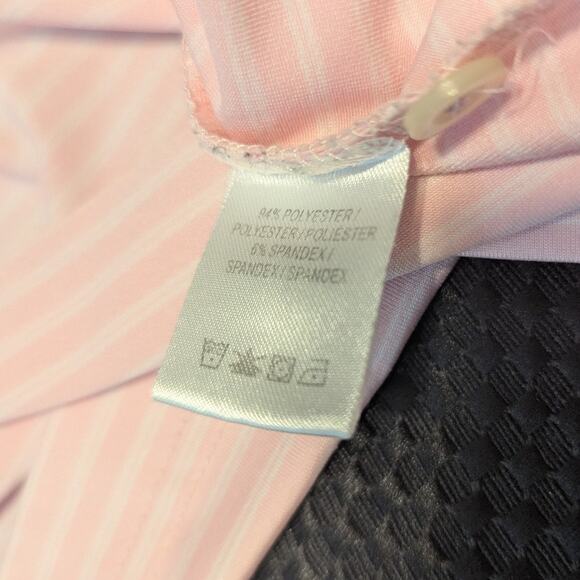 94% POLYESTER/
POLYESTER/POLIESTER
6% SPANDEX/
SPANDEX/SPANDEX